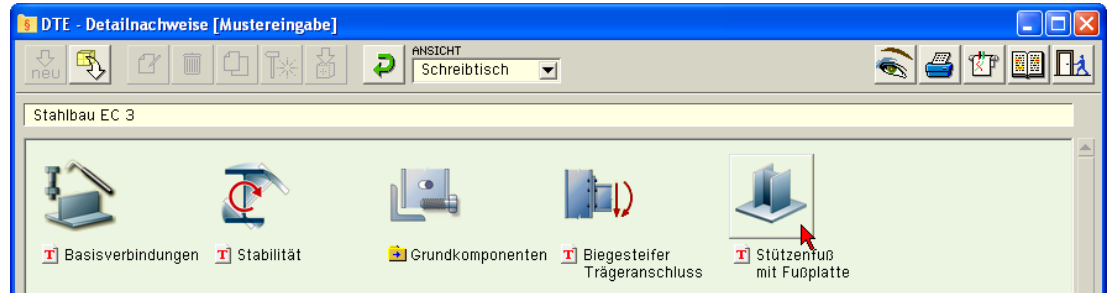 DTE - Detailnachweise [Mustereingabe]
neu
ANSICHT
Schreibtisch
Stahlbau EC 3
T Basisverbindungen
T Stabilität
Grundkomponenten
T Biegesteifer
Trägeranschluss
T Stützenfuß
mit Fußplatte